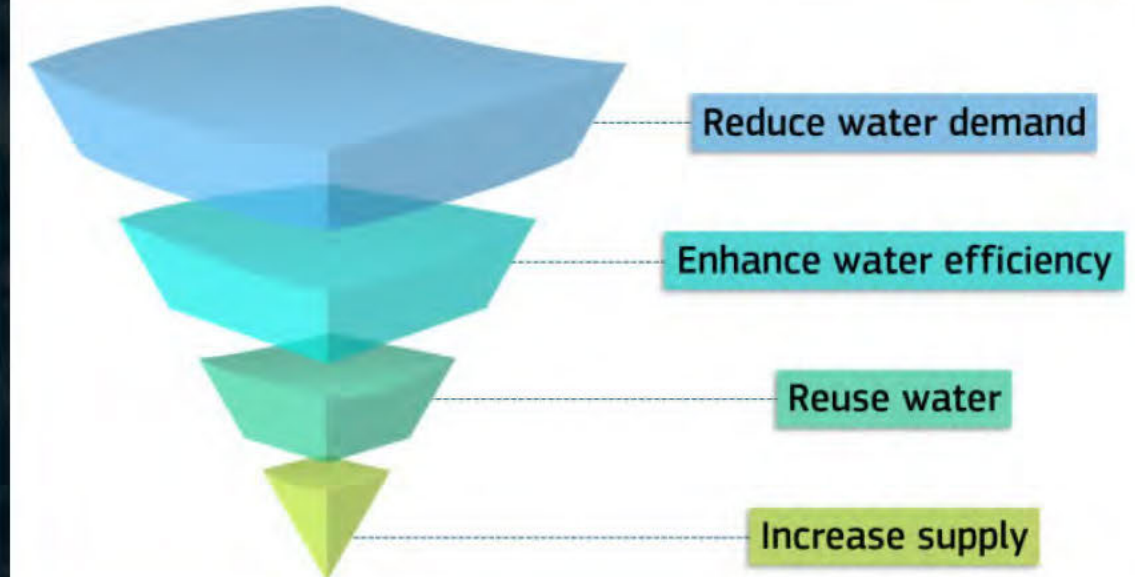 Reduce water demand
Enhance water efficiency
Reuse water
Increase supply